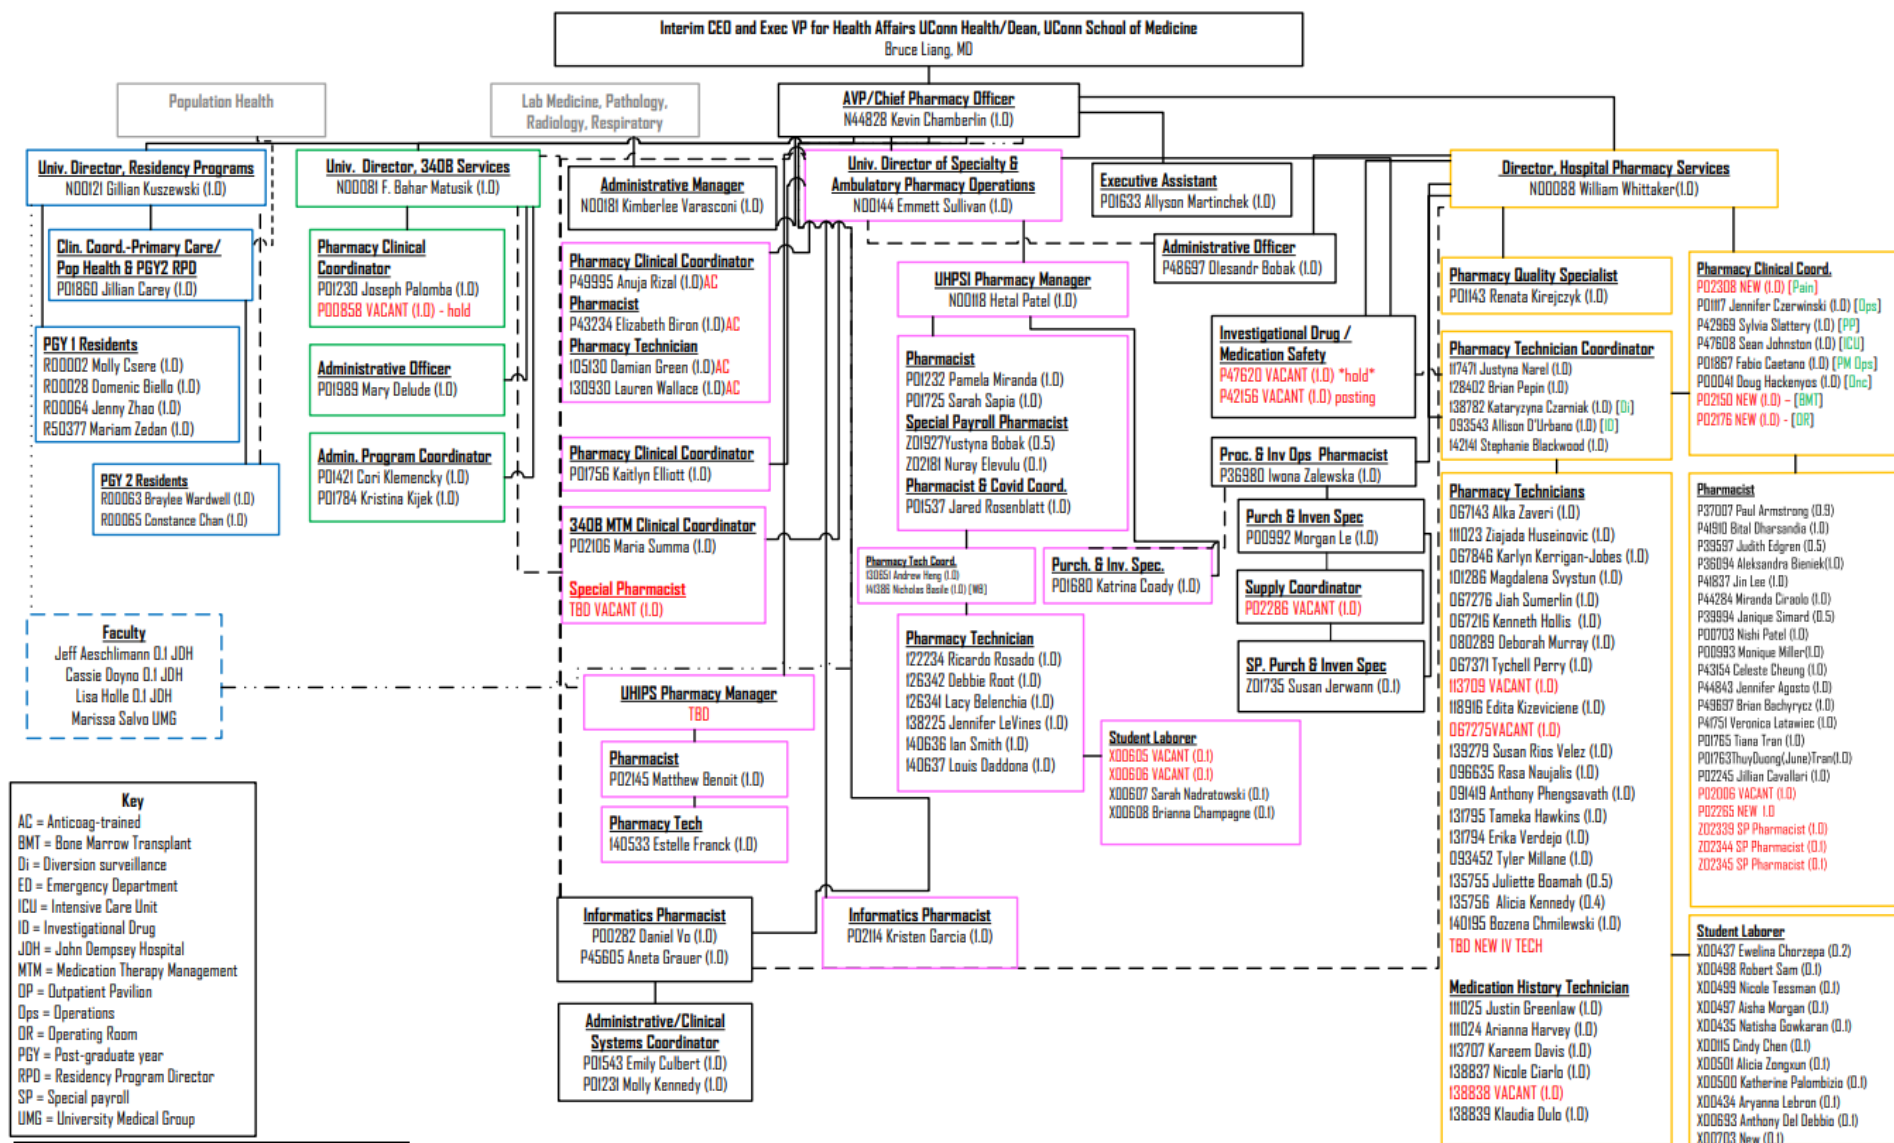 Interim CEO and Exec VP for Health Affairs UConn Health/Dean, UConn School of Medicine
Bruce Liang, MD
Population Health
Lab Medicine, Pathology,
Radiology, Respiratory
AVP/Chief Pharmacy Officer
N44828 Kevin Chamberlin (1.0)
Univ. Director, Residency Programs
N00121 Gillian Kuszewski (1.0)
Clin. Coord.-Primary Care/
Pop Health & PGY2 RPD
P01860 Jillian Carey (1.0)
PGY 1 Residents
R00002 Molly Csere (1.0)
R00028 Domenic Biello (1.0)
R00064 Jenny Zhao (1.0)
R50377 Mariam Zedan (1.0)
PGY 2 Residents
R00063 Braylee Wardwell (1.0)
R00065 Constance Chan (1.0)
Faculty
Jeff Aeschlimann 0.1 JDH
Cassie Doyno 0.1 JDH
Lisa Holle 0.1 JDH
Marissa Salvo UMG
Key
AC = Anticoag-trained
BMT = Bone Marrow Transplant
Di = Diversion surveillance
ED = Emergency Department
ICU = Intensive Care Unit
ID = Investigational Drug
JDH = John Dempsey Hospital
MTM = Medication Therapy Management
OP = Outpatient Pavilion
Ops = Operations
OR = Operating Room
PGY = Post-graduate year
RPD = Residency Program Director
SP = Special payroll
UMG = University Medical Group
Univ. Director, 340B Services
N00081 F. Bahar Matusik (1.0)
Pharmacy Clinical
Coordinator
P01230 Joseph Palomba (1.0)
P00858 VACANT (1.0) - hold
Administrative Officer
P01989 Mary Delude (1.0)
Admin. Program Coordinator
P01421 Cori Klemencky (1.0)
P01784 Kristina Kijek (1.0)
Administrative Manager
N00181 Kimberlee Varasconi (1.0)
Pharmacy Clinical Coordinator
P49995 Anuja Rizal (1.0)AC
Pharmacist
P43234 Elizabeth Biron (1.0)AC
Pharmacy Technician
105130 Damian Green (1.0)AC
130930 Lauren Wallace (1.0)AC
Pharmacy Clinical Coordinator
P01756 Kaitlyn Elliott (1.0)
340B MTM Clinical Coordinator
P02106 Maria Summa (1.0)
Special Pharmacist
TBD VACANT (1.0)
UHIPS Pharmacy Manager
TBD
Pharmacist
P02145 Matthew Benoit (1.0)
Pharmacy Tech
140533 Estelle Franck (1.0)
Informatics Pharmacist
P00282 Daniel Vo (1.0)
P45605 Aneta Grauer (1.0)
Administrative/Clinical
Systems Coordinator
P01543 Emily Culbert (1.0)
P01231 Molly Kennedy (1.0)
Univ. Director of Specialty &
Ambulatory Pharmacy Operations
N00144 Emmett Sullivan (1.0)
UHPSI Pharmacy Manager
N00118 Hetal Patel (1.0)
Pharmacist
P01232 Pamela Miranda (1.0)
P01725 Sarah Sapia (1.0)
Special Payroll Pharmacist
Z01927Yustyna Bobak (0.5)
Z02181 Nuray Elevulu (0.1)
Pharmacist & Covid Coord.
P01537 Jared Rosenblatt (1.0)
Pharmacy Tech Coord.
130651 Andrew Heng (1.0)
141386 Nicholas Basile (1.0) [WB]
Pharmacy Technician
122234 Ricardo Rosado (1.0)
126342 Debbie Root (1.0)
126341 Lacy Belenchia (1.0)
138225 Jennifer LeVines (1.0)
140636 Ian Smith (1.0)
140637 Louis Daddona (1.0)
Informatics Pharmacist
P02114 Kristen Garcia (1.0)
Purch. & Inv. Spec.
P01680 Katrina Coady (1.0)
Student Laborer
X00605 VACANT (0.1)
X00606 VACANT (0.1)
X00607 Sarah Nadratowski (0.1)
X00608 Brianna Champagne (0.1)
Executive Assistant
P01633 Allyson Martinchek (1.0)
Administrative Officer
P48697 Olesandr Bobak (1.0)
Investigational Drug /
Medication Safety
P47620 VACANT (1.0) *hold*
P42156 VACANT (1.0) posting
Proc. & Inv Ops Pharmacist
P36980 Iwona Zalewska (1.0)
Purch & Inven Spec
P00992 Morgan Le (1.0)
Supply Coordinator
P02286 VACANT (1.0)
SP. Purch & Inven Spec
Z01735 Susan Jerwann (0.1)
Director, Hospital Pharmacy Services
N00088 William Whittaker(1.0)
Pharmacy Quality Specialist
P01143 Renata Kirejczyk (1.0)
Pharmacy Technician Coordinator
117471 Justyna Narel (1.0)
128402 Brian Pepin (1.0)
138782 Kataryzyna Czarniak (1.0) [Di]
093543 Allison D'Urbano (1.0) [ID]
142141 Stephanie Blackwood (1.0)
Pharmacy Technicians
067143 Alka Zaveri (1.0)
111023 Ziajada Huseinovic (1.0)
067846 Karlyn Kerrigan-Jobes (1.0)
101286 Magdalena Svystun (1.0)
067276 Jiah Sumerlin (1.0)
067216 Kenneth Hollis (1.0)
080289 Deborah Murray (1.0)
067371 Tychell Perry (1.0)
113709 VACANT (1.0)
118916 Edita Kizeviciene (1.0)
067275VACANT (1.0)
139279 Susan Rios Velez (1.0)
096635 Rasa Naujalis (1.0)
091419 Anthony Phengsavath (1.0)
131795 Tameka Hawkins (1.0)
131794 Erika Verdejo (1.0)
093452 Tyler Millane (1.0)
135755 Juliette Boamah (0.5)
135756 Alicia Kennedy (0.4)
140195 Bozena Chmilewski (1.0)
TBD NEW IV TECH
Medication History Technician
111025 Justin Greenlaw (1.0)
111024 Arianna Harvey (1.0)
113707 Kareem Davis (1.0)
138837 Nicole Ciarlo (1.0)
138838 VACANT (1.0)
138839 Klaudia Dulo (1.0)
Pharmacy Clinical Coord.
P02308 NEW (1.0) [Pain]
P01117 Jennifer Czerwinski (1.0) [Ops]
P42969 Sylvia Slattery (1.0) [PP]
P47608 Sean Johnston (1.0) [ICU]
P01867 Fabio Caetano (1.0) [PM Ops]
P00041 Doug Hackenyos (1.0) [Onc]
P02150 NEW (1.0) – [BMT]
P02176 NEW (1.0) - [OR]
Pharmacist
P37007 Paul Armstrong (0.9)
P41910 Bital Dharsandia (1.0)
P39597 Judith Edgren (0.5)
P36094 Aleksandra Bieniek(1.0)
P41837 Jin Lee (1.0)
P44284 Miranda Ciraolo (1.0)
P39994 Janique Simard (0.5)
P00703 Nishi Patel (1.0)
P00993 Monique Miller(1.0)
P43154 Celeste Cheung (1.0)
P44843 Jennifer Agosto (1.0)
P49697 Brian Bachyrycz (1.0)
P41751 Veronica Latawiec (1.0)
P01765 Tiana Tran (1.0)
P01763ThuyDuong(June)Tran(1.0)
P02245 Jillian Cavallari (1.0)
P02006 VACANT (1.0)
P02265 NEW 1.0
Z02339 SP Pharmacist (1.0)
Z02344 SP Pharmacist (0.1)
Z02345 SP Pharmacist (0.1)
Student Laborer
X00437 Ewelina Chorzepa (0.2)
X00498 Robert Sam (0.1)
X00499 Nicole Tessman (0.1)
X00497 Aisha Morgan (0.1)
X00435 Natisha Gowkaran (0.1)
X00115 Cindy Chen (0.1)
X00501 Alicia Zongxun (0.1)
X00500 Katherine Palombizio (0.1)
X00434 Aryanna Lebron (0.1)
X00693 Anthony Del Debbio (0.1)
X00703 New (0.1)